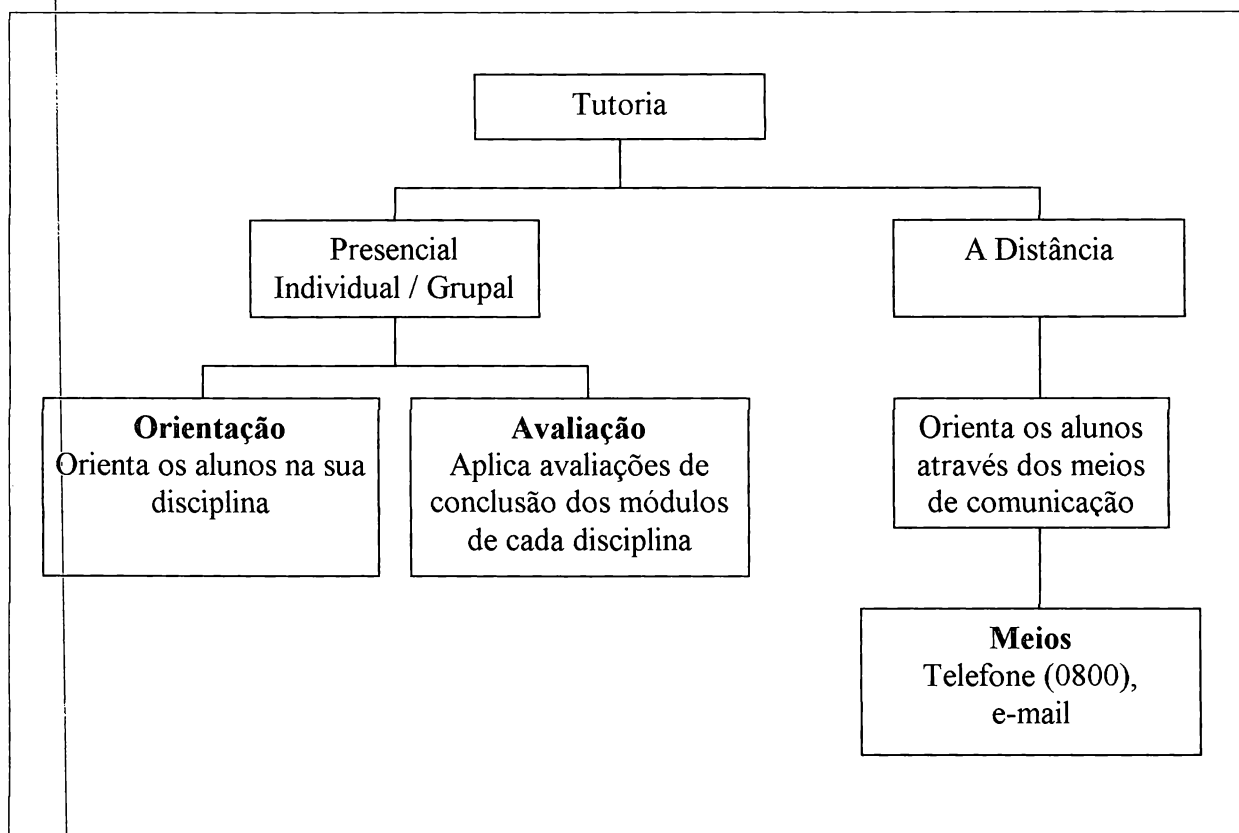 Tutoria
Presencial
Individual / Grupal
A Distância
Orientação
Orienta os alunos na sua
disciplina
Avaliação
Aplica avaliações de
conclusão dos módulos
de cada disciplina
Orienta os alunos
através dos meios
de comunicação
Meios
Telefone (0800),
e-mail